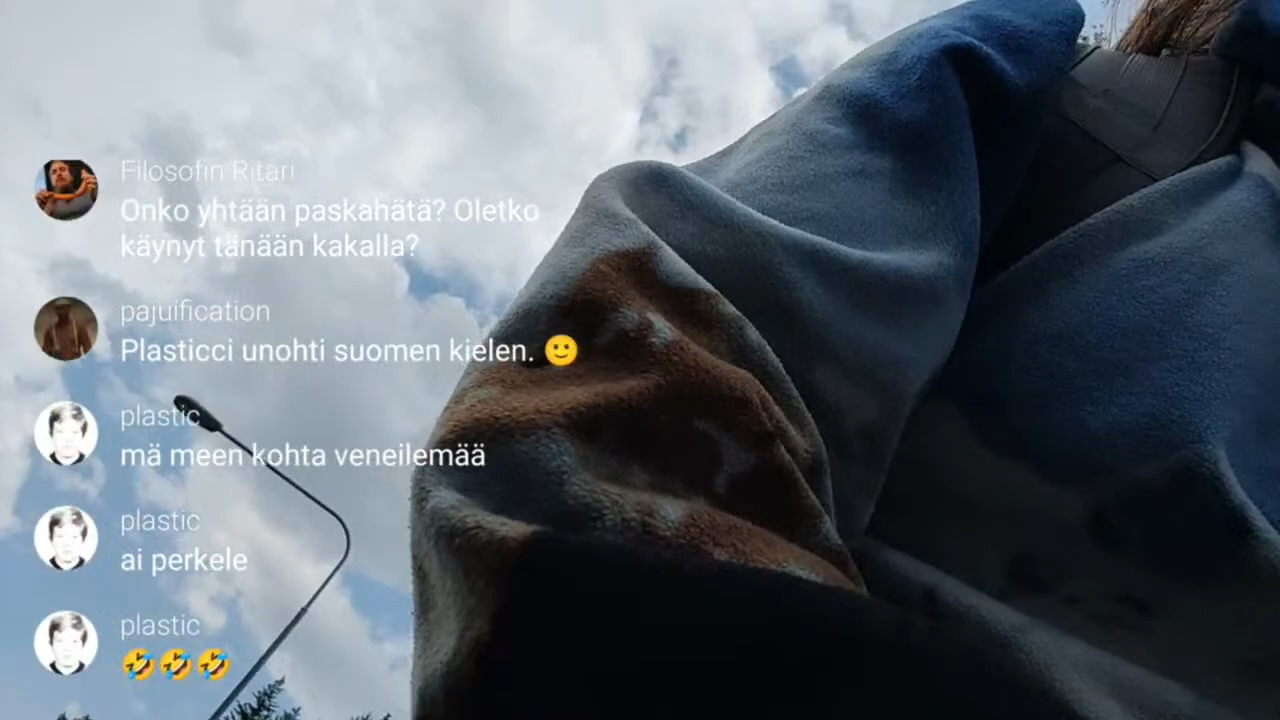 Filosofin Ritari
Onko yhtään paskahätä? Oletko
käynyt tänään kakalla?
pajuification
Plasticci unohti suomen kielen. 🙂
plastic
mä meen kohta veneilemää
plastic
ai perkele
plastic
🤣🤣🤣